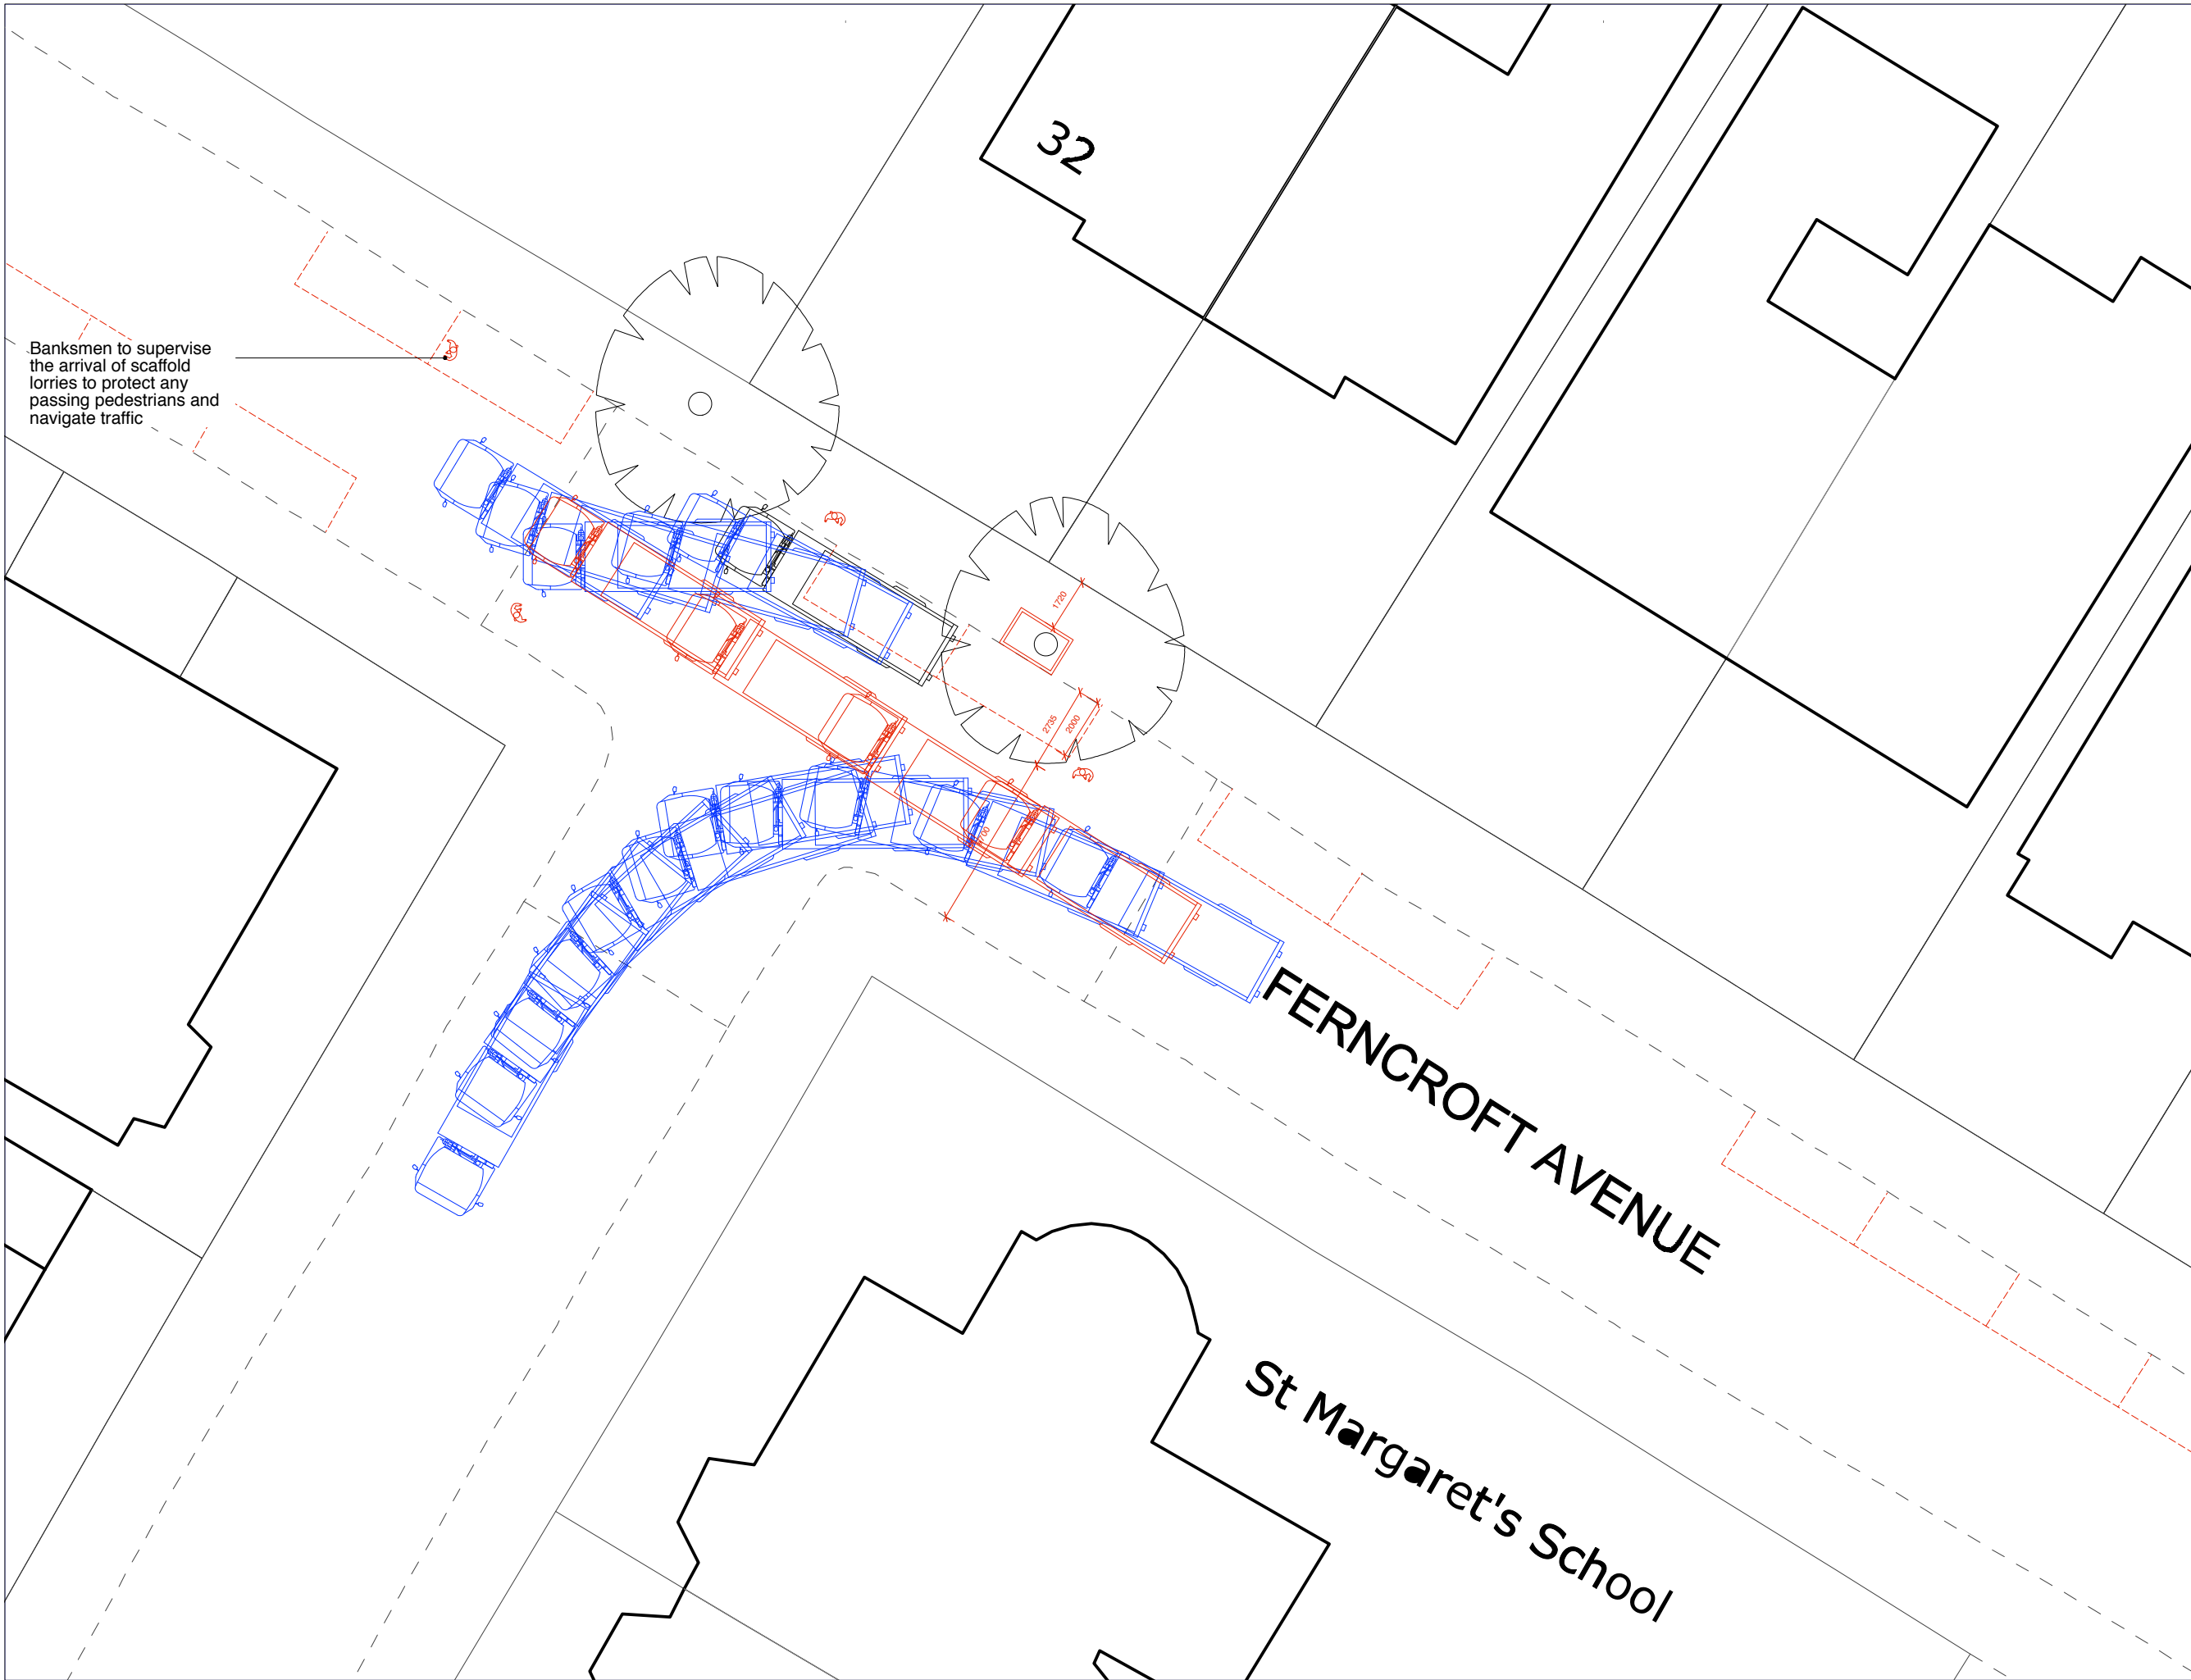 32
Banksmen to supervise
the arrival of scaffold
lorries to protect any
passing pedestrians and
navigate traffic
1720
2735
2000
FERNCROFT AVENUE
St Margaret's School